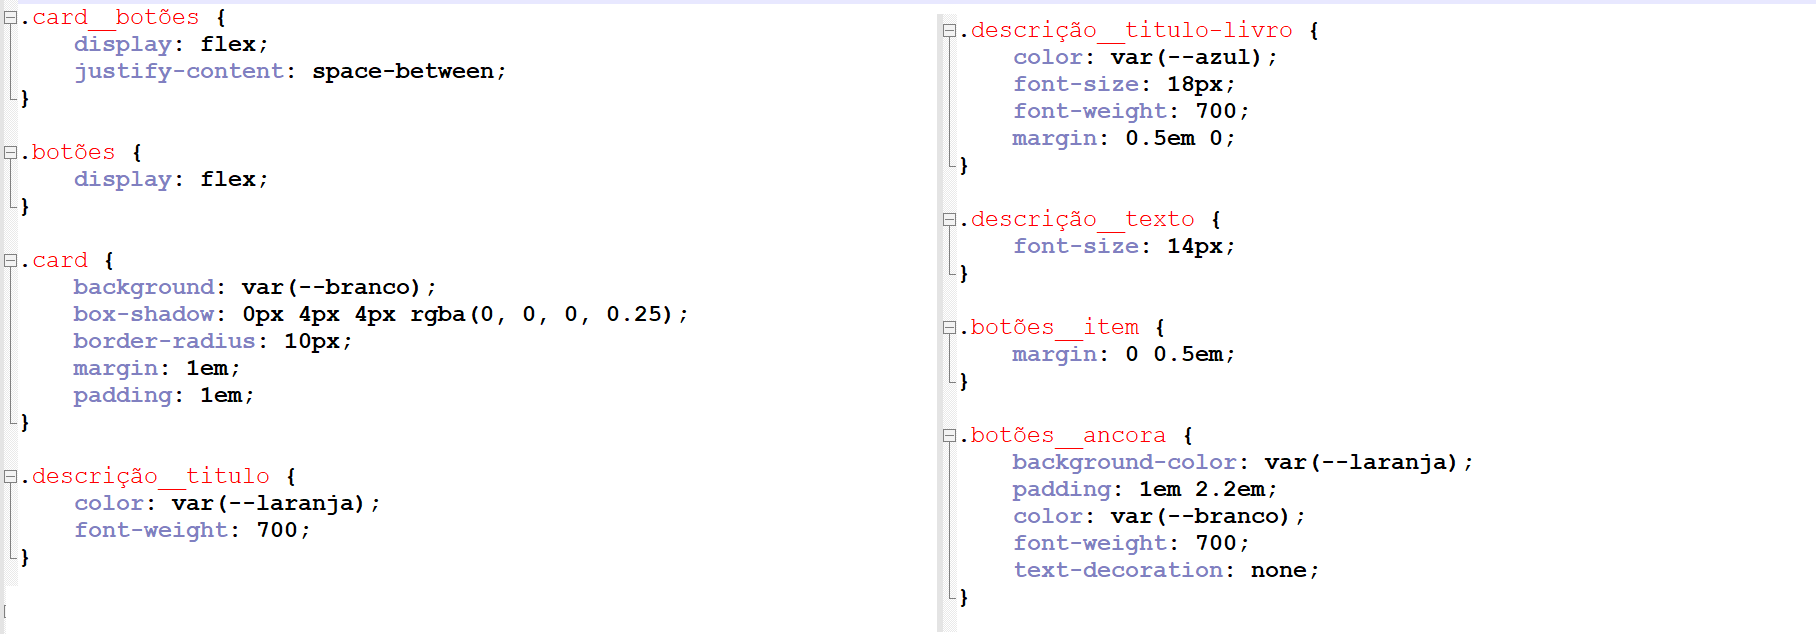 .card__botões {
    display: flex;
    justify-content: space-between;
}

.botões {
    display: flex;
}

.card {
    background: var(--branco);
    box-shadow: 0px 4px 4px rgba(0, 0, 0, 0.25);
    border-radius: 10px;
    margin: 1em;
    padding: 1em;
}

.descrição__titulo {
    color: var(--laranja);
    font-weight: 700;
}

.descrição__titulo-livro {
    color: var(--azul);
    font-size: 18px;
    font-weight: 700;
    margin: 0.5em 0;
}

.descrição__texto {
    font-size: 14px;
}

.botões__item {
    margin: 0 0.5em;
}

.botões__ancora {
    background-color: var(--laranja);
    padding: 1em 2.2em;
    color: var(--branco);
    font-weight: 700;
    text-decoration: none;
}